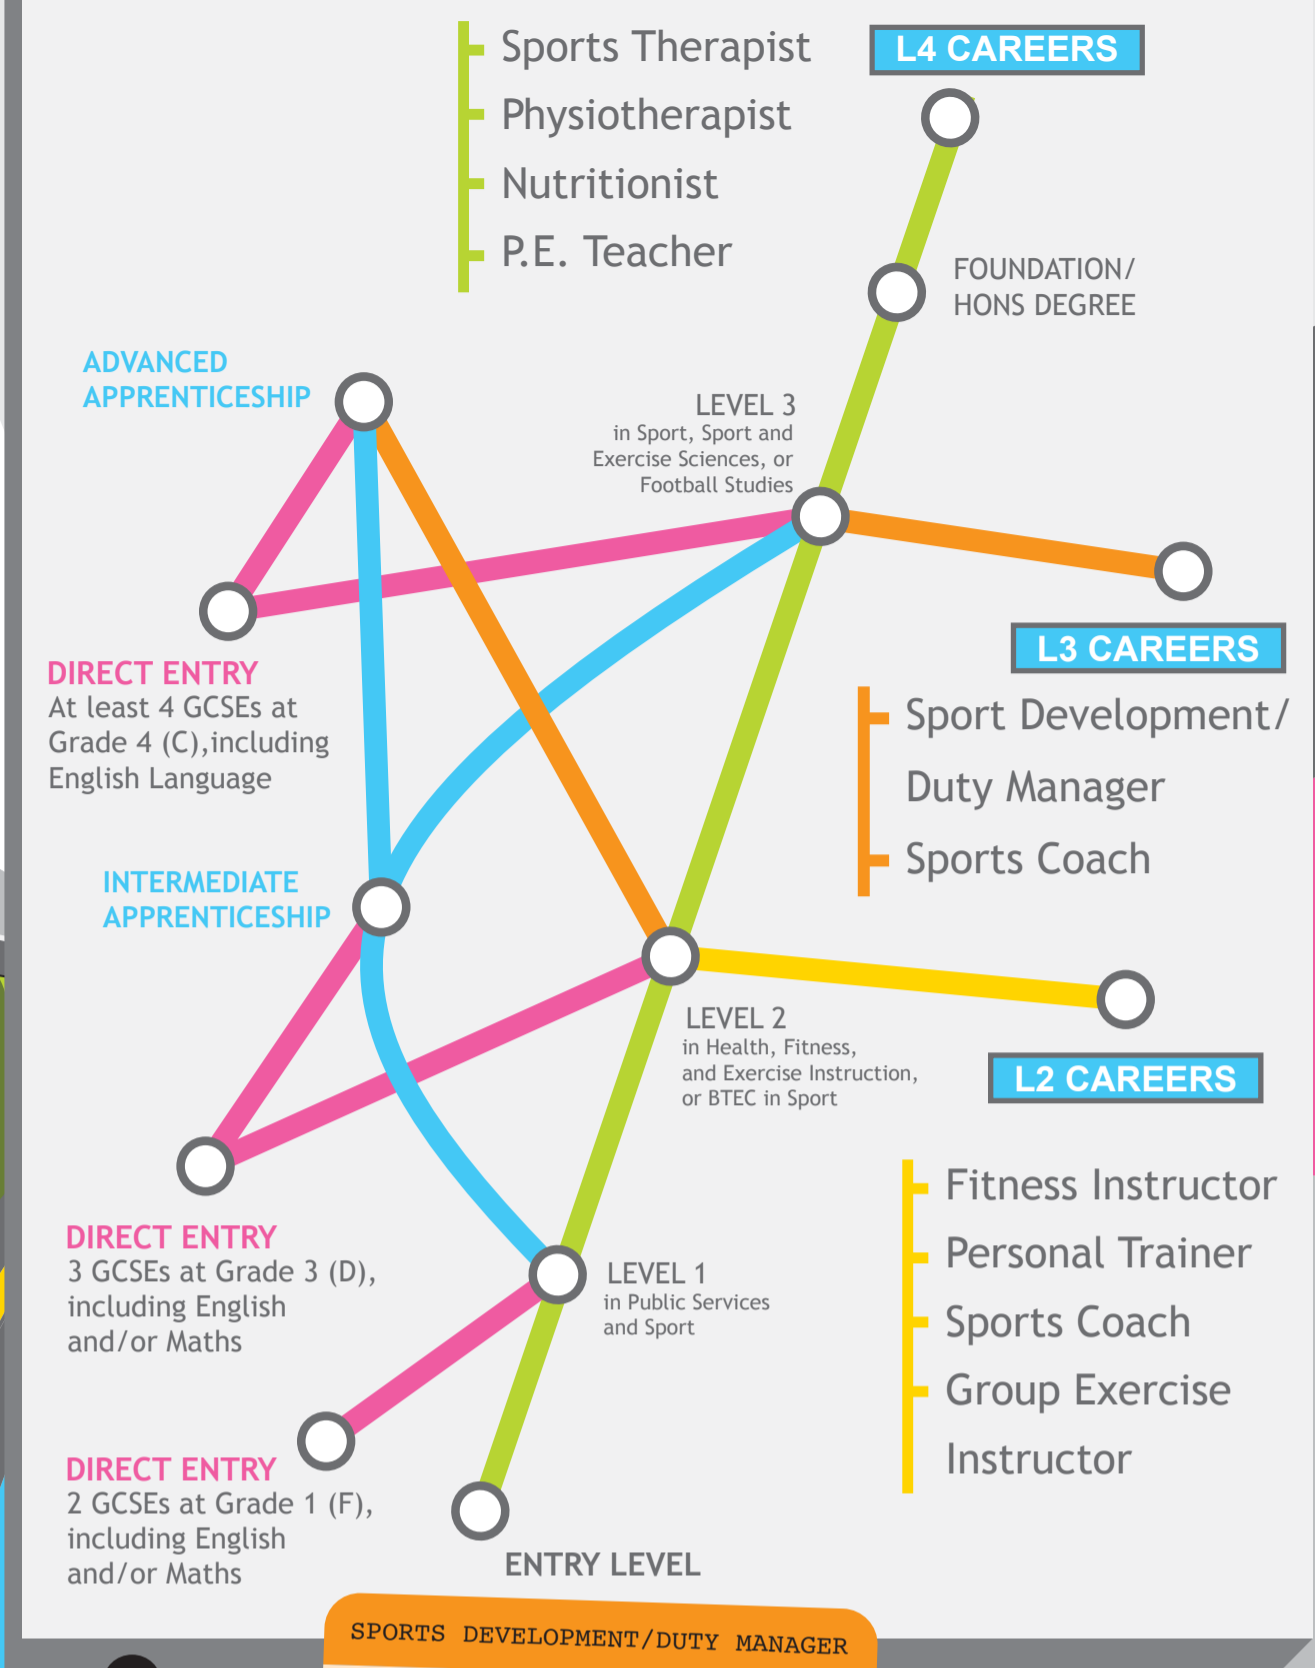 L4 CAREERS
Sports Therapist
Physiotherapist
Nutritionist
P.E. Teacher
FOUNDATION/
HONS DEGREE
ADVANCED
APPRENTICESHIP
LEVEL 3
in Sport, Sport and
Exercise Sciences, or
Football Studies
DIRECT ENTRY
At least 4 GCSEs at
Grade 4 (C),including
English Language
L3 CAREERS
Sport Development/
Duty Manager
Sports Coach
INTERMEDIATE
APPRENTICESHIP
LEVEL 2
in Health, Fitness,
and Exercise Instruction,
or BTEC in Sport
L2 CAREERS
Fitness Instructor
Personal Trainer
Sports Coach
Group Exercise
Instructor
DIRECT ENTRY
3 GCSEs at Grade 3 (D),
including English
and/or Maths
LEVEL 1
in Public Services
and Sport
DIRECT ENTRY
2 GCSEs at Grade 1 (F),
including English
and/or Maths
ENTRY LEVEL
SPORTS DEVELOPMENT/DUTY MANAGER